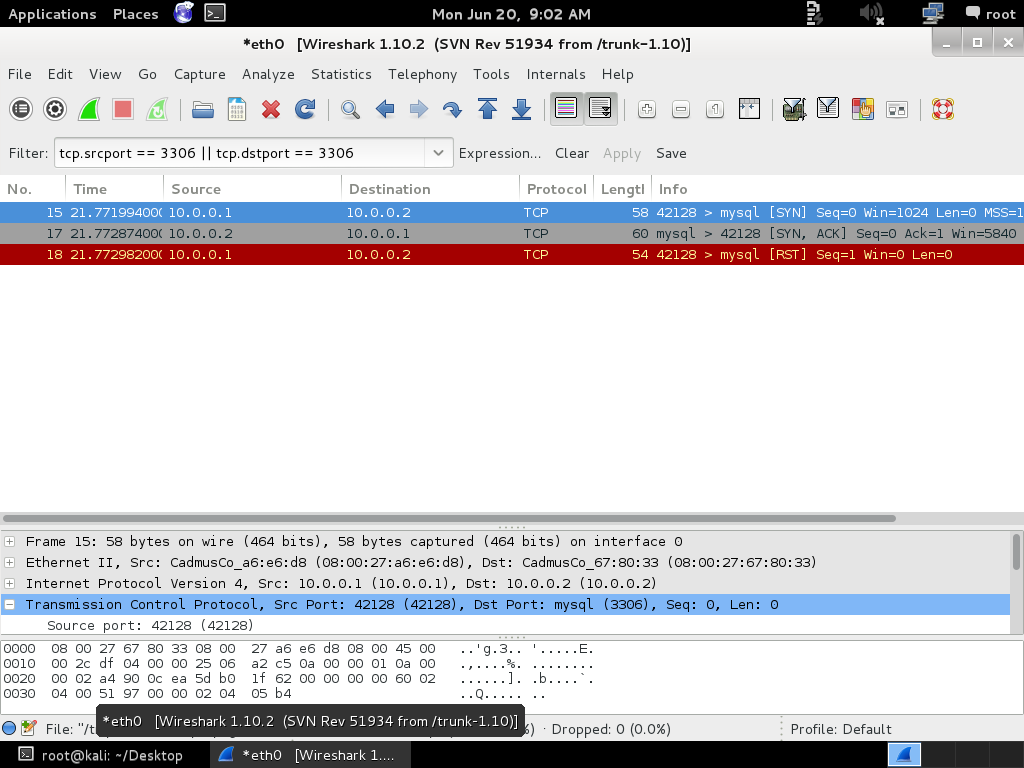 Applications Places Mon Jun 20, 9:02 AM root
*eth0 [Wireshark 1.10.2 (SVN Rev 51934 from /trunk-1.10)]
File Edit View Go Capture Analyze Statistics Telephony Tools Internals Help
Filter: tcp.srcport == 3306 || tcp.dstport == 3306 Expression... Clear Apply Save
No. Time Source Destination Protocol Lengtl Info
15 21.771994000 10.0.0.1 10.0.0.2 TCP 58 42128 > mysql [SYN] Seq=0 Win=1024 Len=0 MSS=1
17 21.772874000 10.0.0.2 10.0.0.1 TCP 60 mysql > 42128 [SYN, ACK] Seq=0 Ack=1 Win=5840
18 21.772982000 10.0.0.1 10.0.0.2 TCP 54 42128 > mysql [RST] Seq=1 Win=0 Len=0
Frame 15: 58 bytes on wire (464 bits), 58 bytes captured (464 bits) on interface 0
Ethernet II, Src: CadmusCo_a6:e6:d8 (08:00:27:a6:e6:d8), Dst: CadmusCo_67:80:33 (08:00:27:67:80:33)
Internet Protocol Version 4, Src: 10.0.0.1 (10.0.0.1), Dst: 10.0.0.2 (10.0.0.2)
Transmission Control Protocol, Src Port: 42128 (42128), Dst Port: mysql (3306), Seq: 0, Len: 0
Source port: 42128 (42128)
0000 08 00 27 67 80 33 08 00 27 a6 e6 d8 08 00 45 00 ..'g.3.. '.....E.
0010 00 2c df 04 00 00 25 06 a2 c5 0a 00 00 01 0a 00 .,....%. ........
0020 00 02 a4 90 0c ea 5d b0 1f 62 00 00 00 00 60 02 ......]. .b....`.
0030 04 00 51 97 00 00 02 04 05 b4 ..Q..... ..
File: "/t %) · Dropped: 0 (0.0%) Profile: Default
*eth0 [Wireshark 1.10.2 (SVN Rev 51934 from /trunk-1.10)]
root@kali: ~/Desktop *eth0 [Wireshark 1....